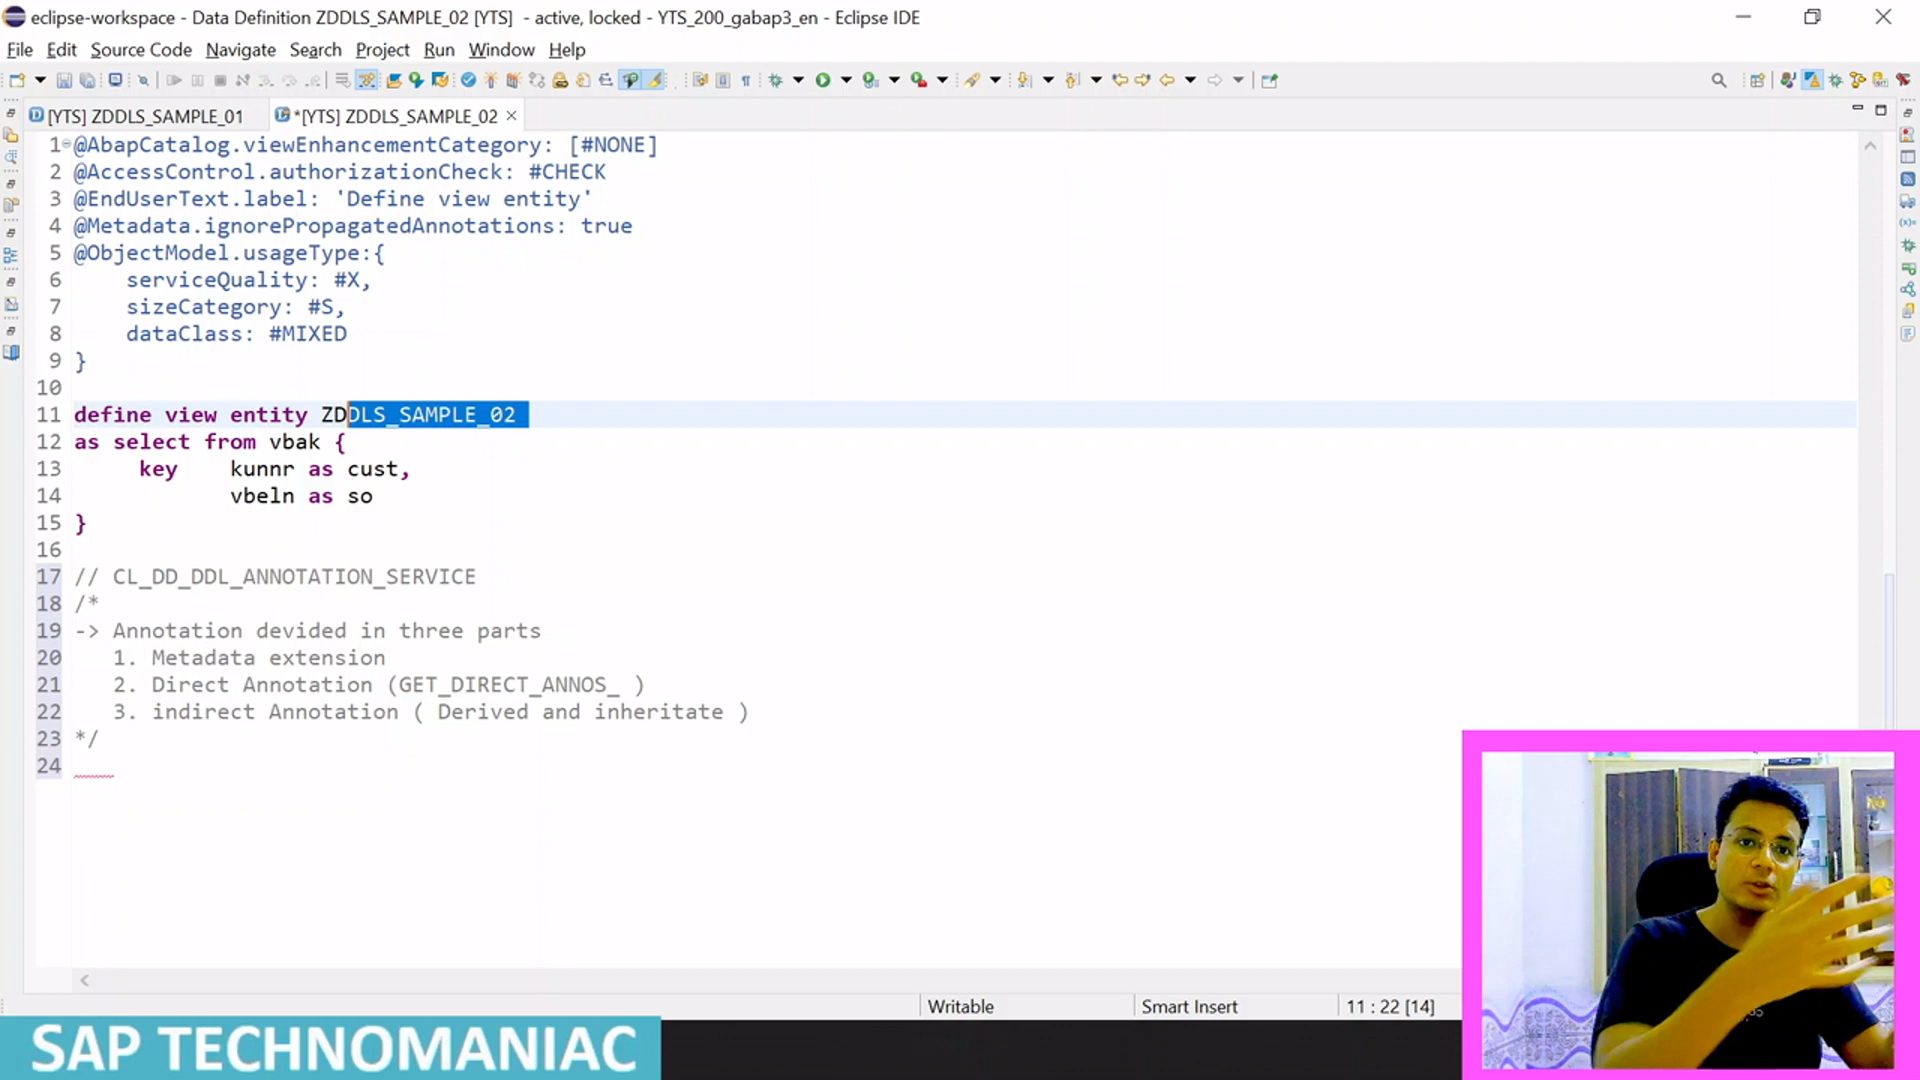 eclipse-workspace - Data Definition ZDDLS_SAMPLE_02 [YTS]  - active, locked - YTS_200_gabap3_en - Eclipse IDE
File Edit Source Code Navigate Search Project Run Window Help
[YTS] ZDDLS_SAMPLE_01 *[YTS] ZDDLS_SAMPLE_02
1 @AbapCatalog.viewEnhancementCategory: [#NONE]
2 @AccessControl.authorizationCheck: #CHECK
3 @EndUserText.label: 'Define view entity'
4 @Metadata.ignorePropagatedAnnotations: true
5 @ObjectModel.usageType:{
6     serviceQuality: #X,
7     sizeCategory: #S,
8     dataClass: #MIXED
9 }
10
11 define view entity ZDDLS_SAMPLE_02
12 as select from vbak {
13      key    kunnr as cust,
14             vbeln as so
15 }
16
17 // CL_DD_DDL_ANNOTATION_SERVICE
18 /*
19 -> Annotation devided in three parts
20    1. Metadata extension
21    2. Direct Annotation (GET_DIRECT_ANNOS_ )
22    3. indirect Annotation ( Derived and inheritate )
23 */
24
Writable Smart Insert 11 : 22 [14]
SAP TECHNOMANIAC